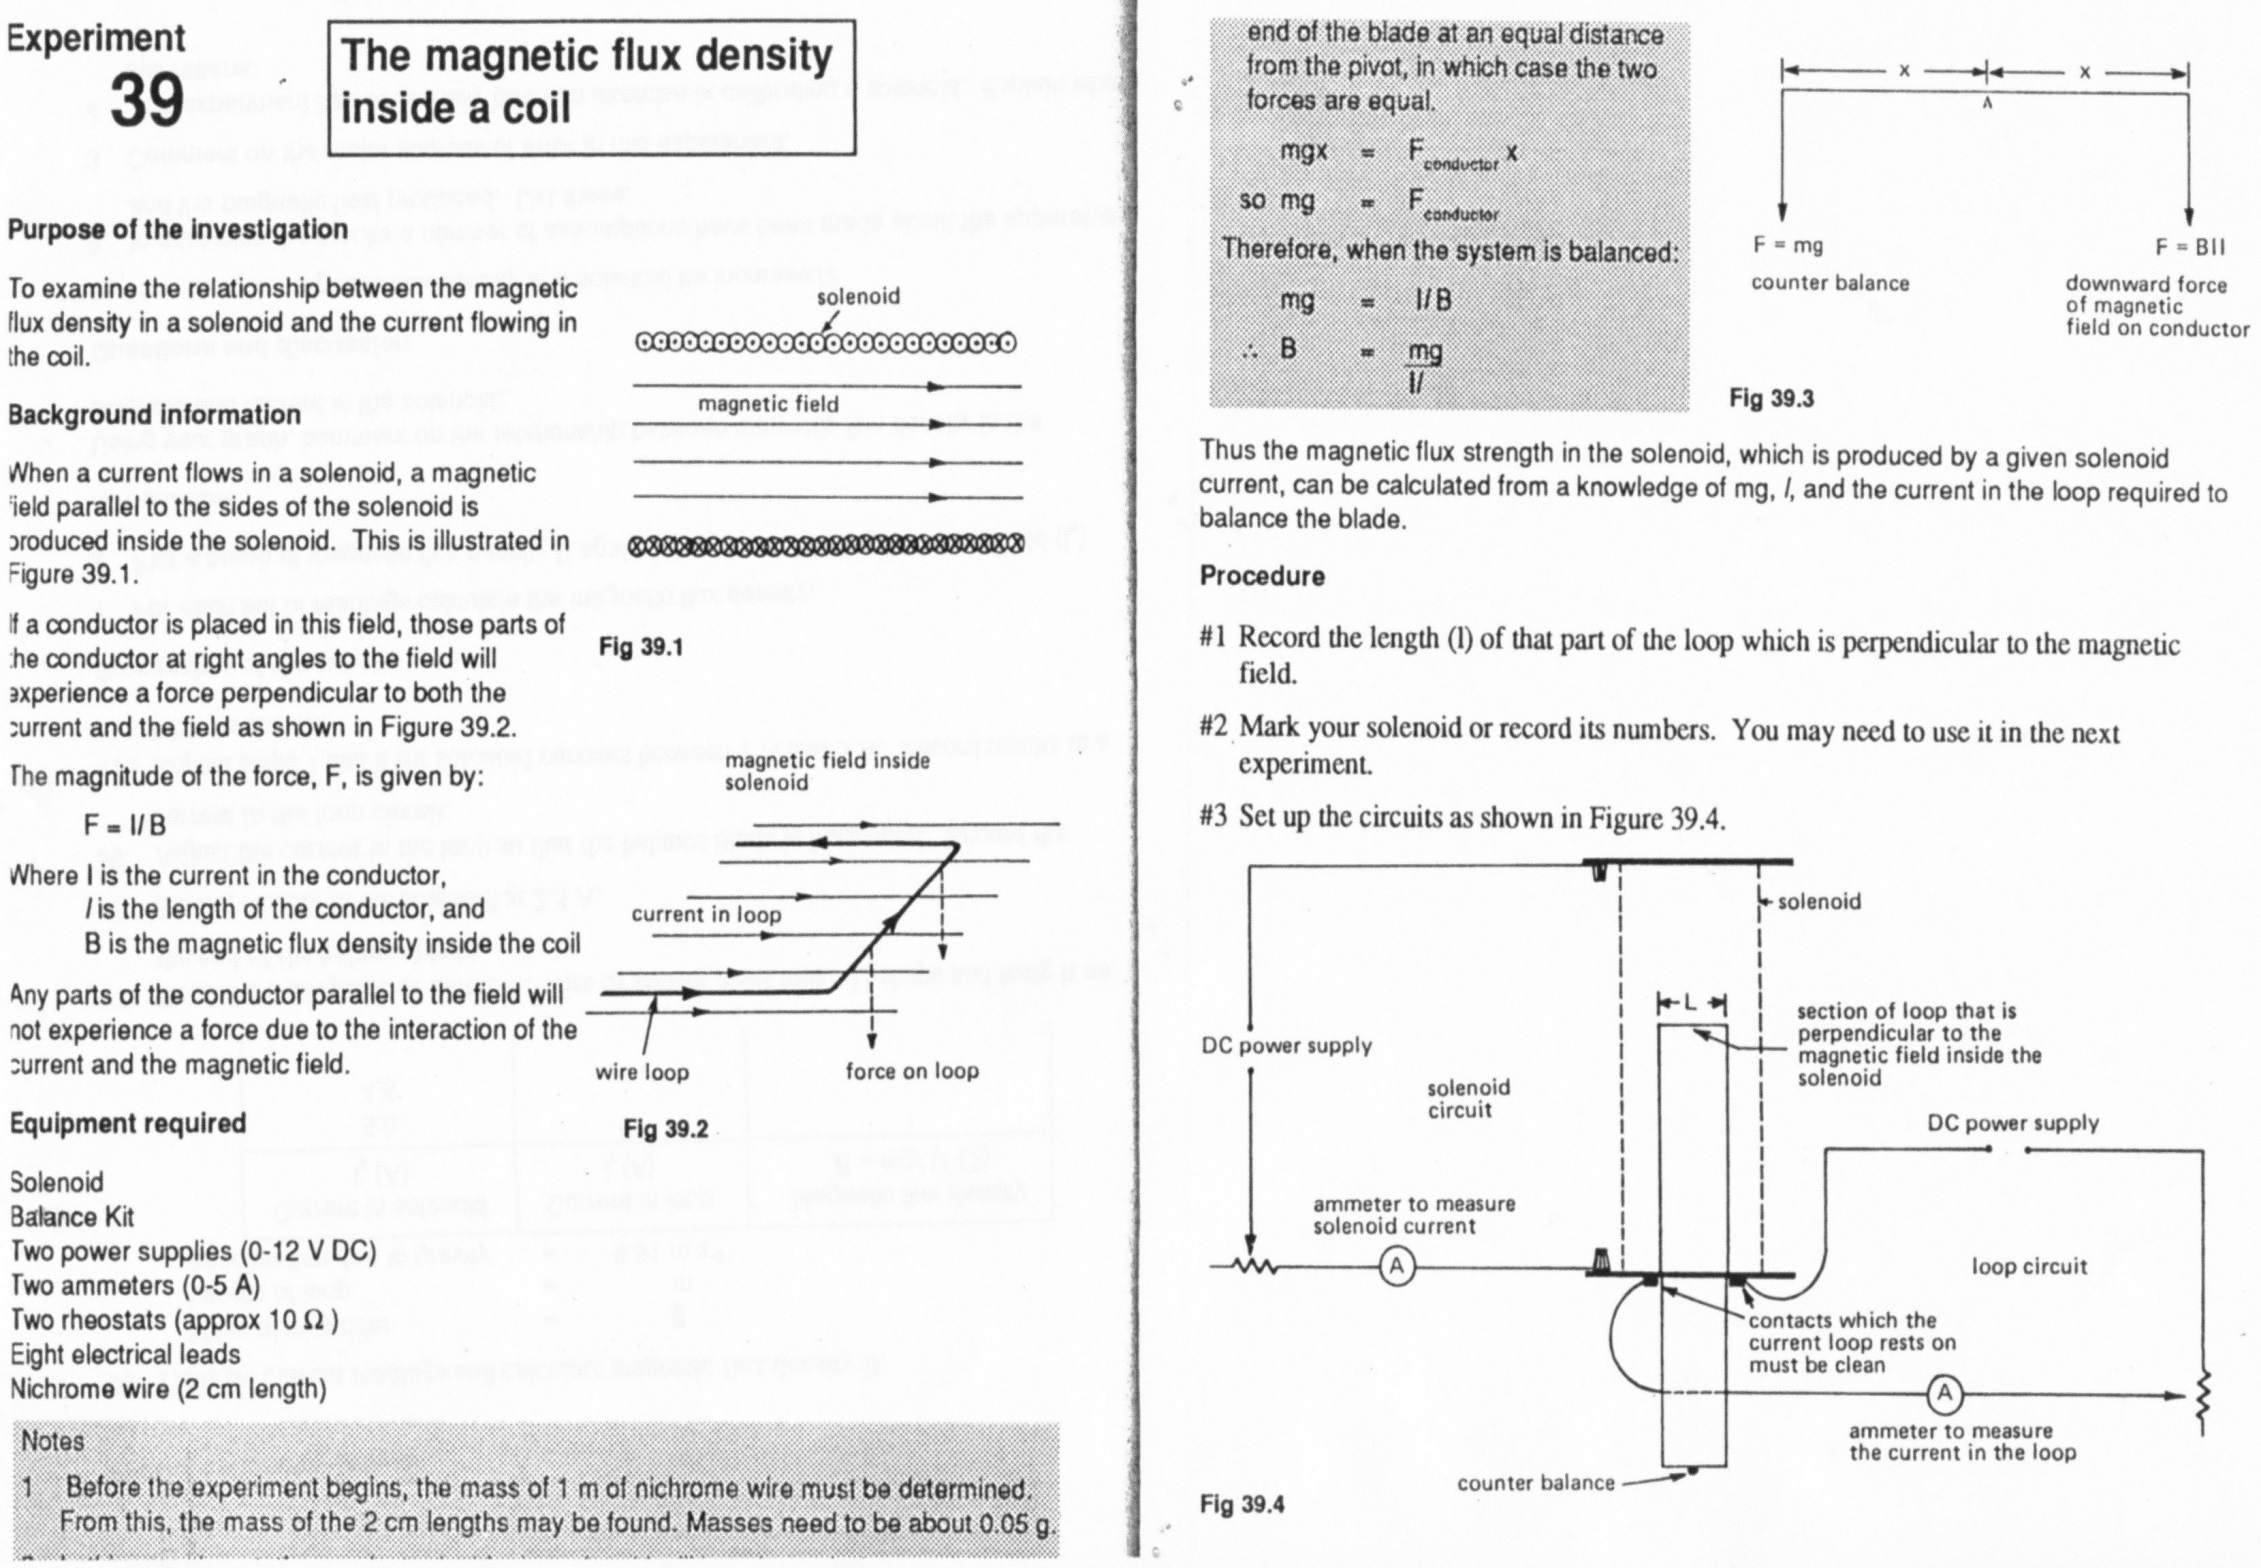 Experiment
39
The magnetic flux density
inside a coil
Purpose of the investigation
To examine the relationship between the magnetic
flux density in a solenoid and the current flowing in
the coil.
Background information
When a current flows in a solenoid, a magnetic
field parallel to the sides of the solenoid is
produced inside the solenoid. This is illustrated in
Figure 39.1.
solenoid
magnetic field
Fig 39.1
If a conductor is placed in this field, those parts of
the conductor at right angles to the field will
experience a force perpendicular to both the
current and the field as shown in Figure 39.2.
The magnitude of the force, F, is given by:
F = I l B
Where I is the current in the conductor,
l is the length of the conductor, and
B is the magnetic flux density inside the coil
Any parts of the conductor parallel to the field will
not experience a force due to the interaction of the
current and the magnetic field.
magnetic field inside
solenoid
current in loop
wire loop
force on loop
Fig 39.2
Equipment required
Solenoid
Balance Kit
Two power supplies (0-12 V DC)
Two ammeters (0-5 A)
Two rheostats (approx 10 Ω )
Eight electrical leads
Nichrome wire (2 cm length)
Notes
1 Before the experiment begins, the mass of 1 m of nichrome wire must be determined.
From this, the mass of the 2 cm lengths may be found. Masses need to be about 0.05 g.
end of the blade at an equal distance
from the pivot, in which case the two
forces are equal.
mgx = Fconductor x
so mg = Fconductor
Therefore, when the system is balanced:
mg = I l B
∴ B = mg
I l
x x
F = mg
counter balance
F = BIl
downward force
of magnetic
field on conductor
Fig 39.3
Thus the magnetic flux strength in the solenoid, which is produced by a given solenoid
current, can be calculated from a knowledge of mg, l, and the current in the loop required to
balance the blade.
Procedure
#1 Record the length (l) of that part of the loop which is perpendicular to the magnetic
field.
#2 Mark your solenoid or record its numbers. You may need to use it in the next
experiment.
#3 Set up the circuits as shown in Figure 39.4.
solenoid
L
section of loop that is
perpendicular to the
magnetic field inside the
solenoid
DC power supply
solenoid
circuit
DC power supply
ammeter to measure
solenoid current
A
loop circuit
contacts which the
current loop rests on
must be clean
A
ammeter to measure
the current in the loop
counter balance
Fig 39.4